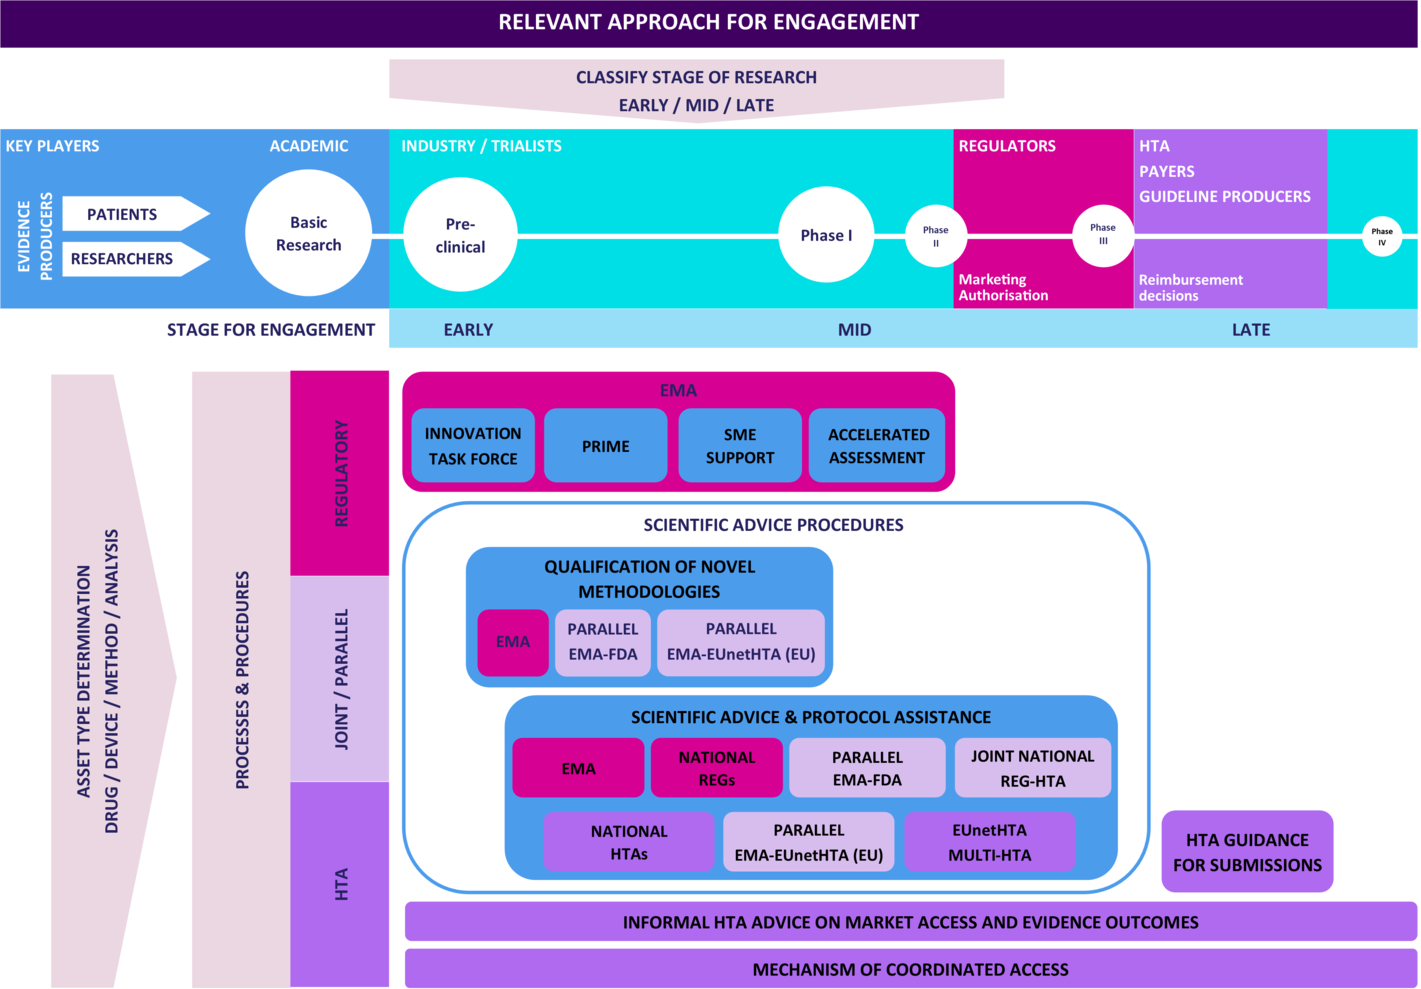 RELEVANT APPROACH FOR ENGAGEMENT
CLASSIFY STAGE OF RESEARCH
EARLY / MID / LATE
KEY PLAYERS
ACADEMIC
INDUSTRY / TRIALISTS
REGULATORS
HTA
PAYERS
GUIDELINE PRODUCERS
EVIDENCE
PRODUCERS
PATIENTS
RESEARCHERS
Basic
Research
Pre-
clinical
Phase I
Phase
II
Phase
III
Phase
IV
Marketing
Authorisation
Reimbursement
decisions
STAGE FOR ENGAGEMENT
EARLY
MID
LATE
ASSET TYPE DETERMINATION
DRUG / DEVICE / METHOD / ANALYSIS
PROCESSES & PROCEDURES
REGULATORY
JOINT / PARALLEL
HTA
EMA
INNOVATION
TASK FORCE
PRIME
SME
SUPPORT
ACCELERATED
ASSESSMENT
SCIENTIFIC ADVICE PROCEDURES
QUALIFICATION OF NOVEL
METHODOLOGIES
EMA
PARALLEL
EMA-FDA
PARALLEL
EMA-EUnetHTA (EU)
SCIENTIFIC ADVICE & PROTOCOL ASSISTANCE
EMA
NATIONAL
REGs
PARALLEL
EMA-FDA
JOINT NATIONAL
REG-HTA
NATIONAL
HTAs
PARALLEL
EMA-EUnetHTA (EU)
EUnetHTA
MULTI-HTA
HTA GUIDANCE
FOR SUBMISSIONS
INFORMAL HTA ADVICE ON MARKET ACCESS AND EVIDENCE OUTCOMES
MECHANISM OF COORDINATED ACCESS